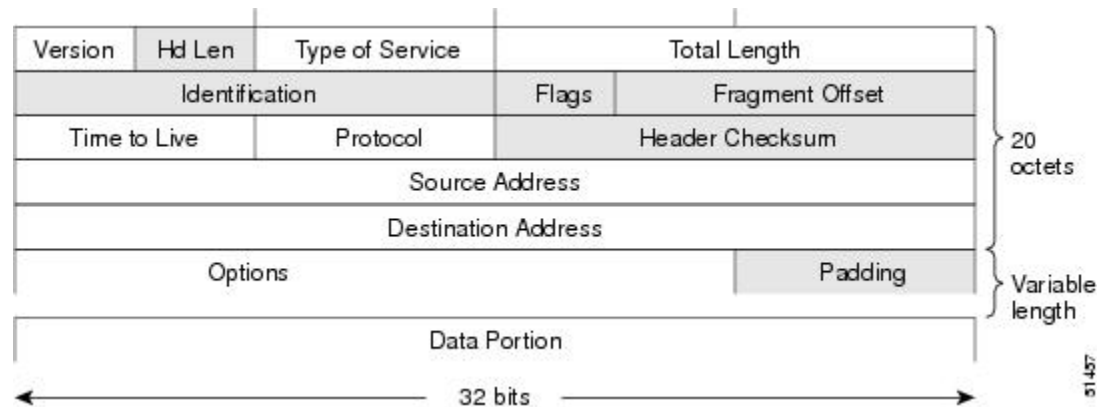 Version Hd Len Type of Service Total Length
Identification Flags Fragment Offset
Time to Live Protocol Header Checksum
20
octets
Source Address
Destination Address
Options Padding
Variable
length
Data Portion
32 bits
51457